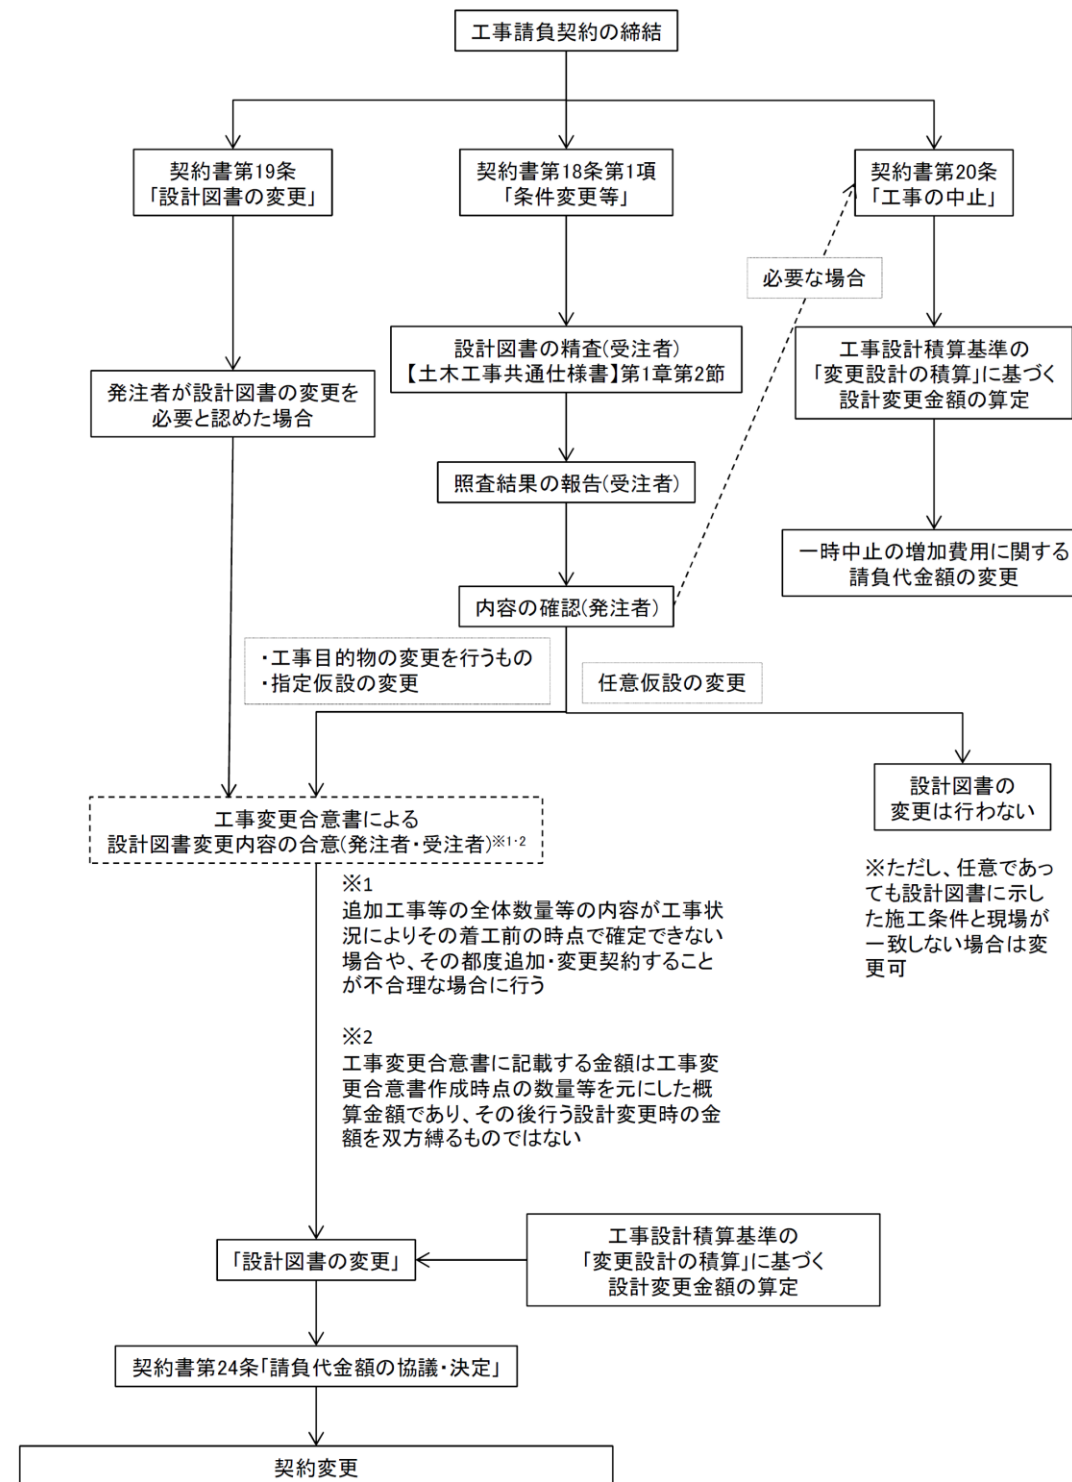 工事請負契約の締結
契約書第19条
「設計図書の変更」
契約書第18条第1項
「条件変更等」
契約書第20条
「工事の中止」
必要な場合
発注者が設計図書の変更を
必要と認めた場合
設計図書の精査(受注者)
【土木工事共通仕様書】第1章第2節
工事設計積算基準の
「変更設計の積算」に基づく
設計変更金額の算定
照査結果の報告(受注者)
一時中止の増加費用に関する
請負代金額の変更
内容の確認(発注者)
・工事目的物の変更を行うもの
・指定仮設の変更
任意仮設の変更
設計図書の
変更は行わない
※ただし、任意であっ
ても設計図書に示し
た施工条件と現場が
一致しない場合は変
更可
工事変更合意書による
設計図書変更内容の合意(発注者・受注者)※1・2
※1
追加工事等の全体数量等の内容が工事状
況によりその着工前の時点で確定できない
場合や、その都度追加・変更契約すること
が不合理な場合に行う
※2
工事変更合意書に記載する金額は工事変
更合意書作成時点の数量等を元にした概
算金額であり、その後行う設計変更時の金
額を双方縛るものではない
「設計図書の変更」
工事設計積算基準の
「変更設計の積算」に基づく
設計変更金額の算定
契約書第24条「請負代金額の協議・決定」
契約変更